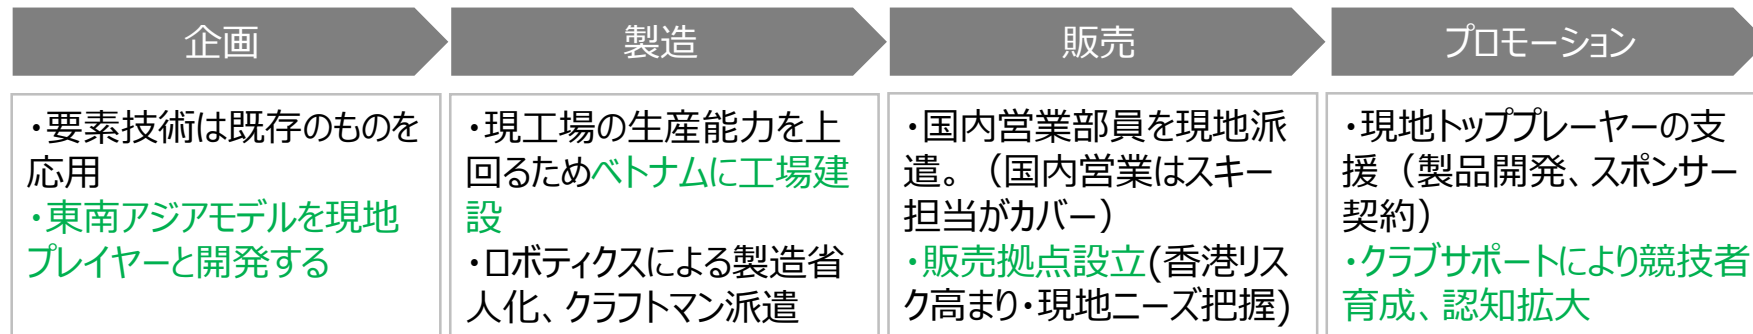 企画
・要素技術は既存のものを
応用
・東南アジアモデルを現地
プレイヤーと開発する
製造
・現工場の生産能力を上
回るためベトナムに工場建
設
・ロボティクスによる製造省
人化、クラフトマン派遣
販売
・国内営業部員を現地派
遣。（国内営業はスキー
担当がカバー）
・販売拠点設立(香港リス
ク高まり・現地ニーズ把握)
プロモーション
・現地トッププレーヤーの支
援（製品開発、スポンサー
契約）
・クラブサポートにより競技者
育成、認知拡大